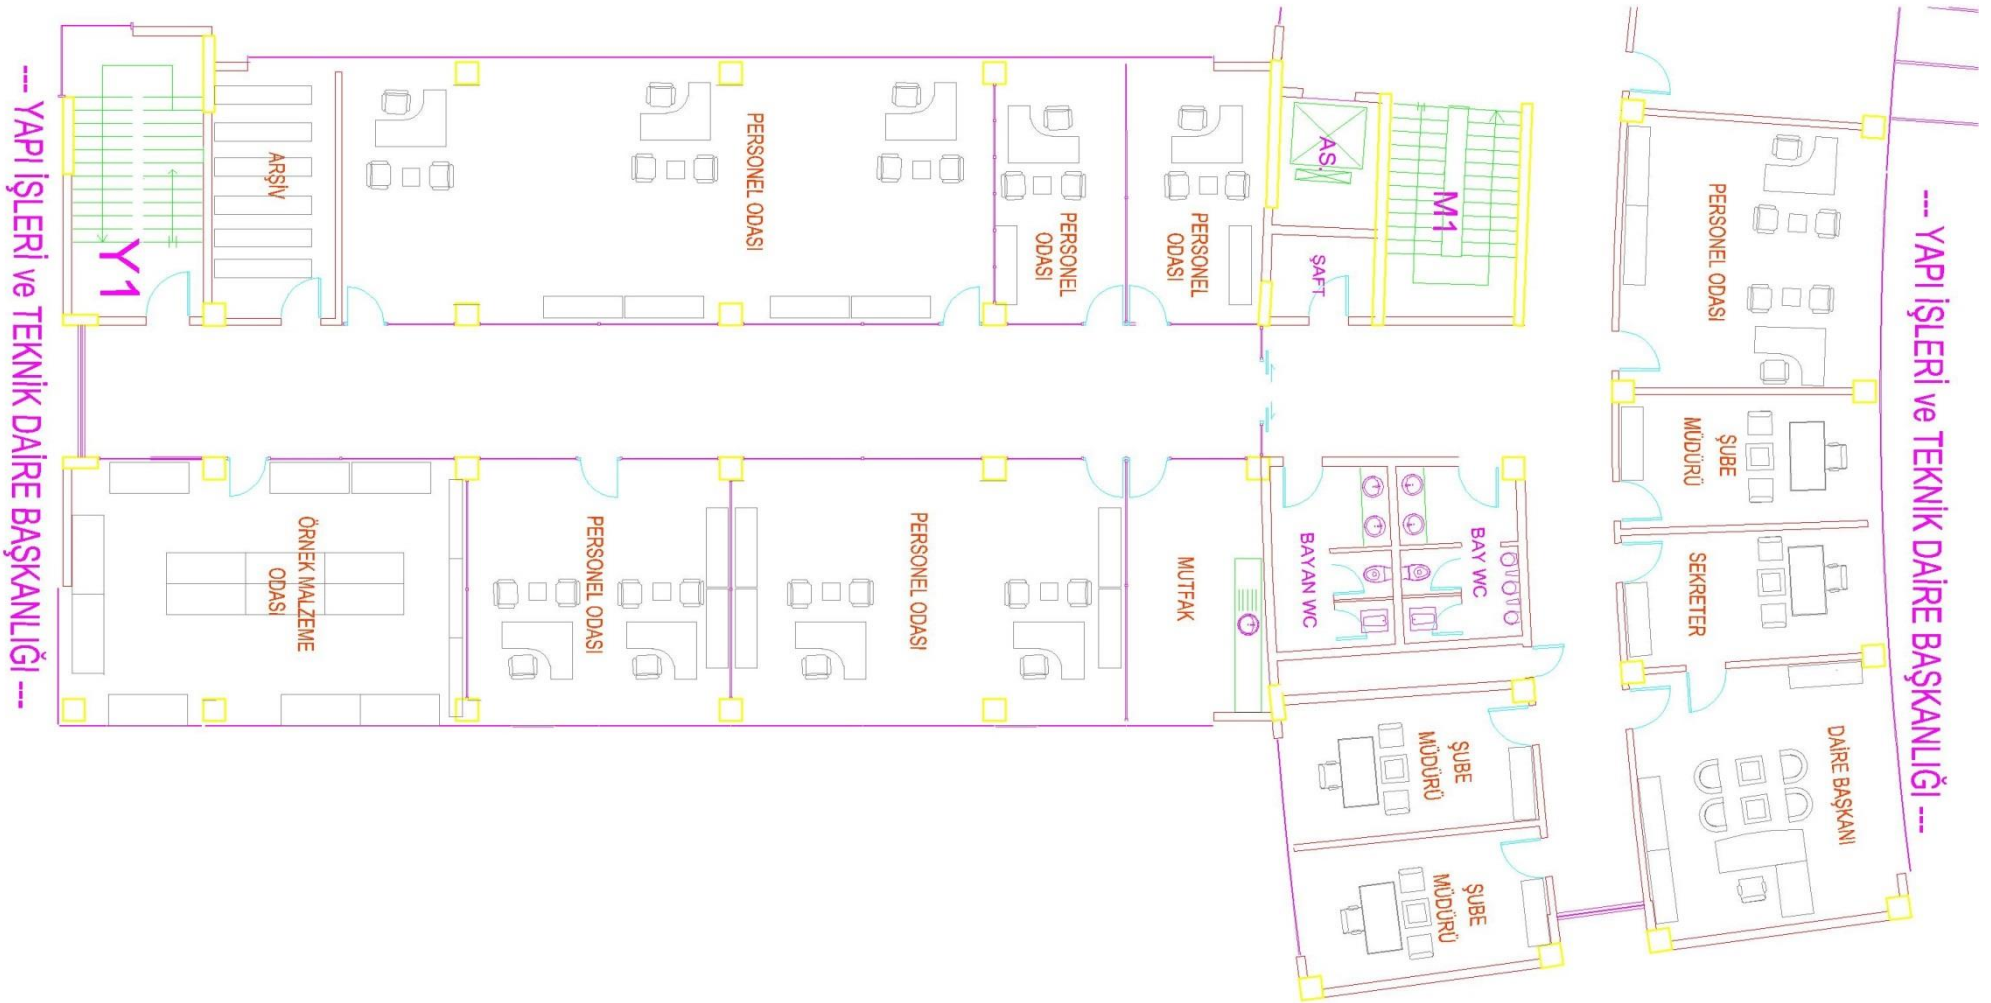 --- YAPI İŞLERİ ve TEKNİK DAİRE BAŞKANLIĞI ---
Y1
ARŞİV
PERSONEL ODASI
PERSONEL
ODASI
PERSONEL
ODASI
AS.
ŞAFT
M1
PERSONEL ODASI
ŞUBE
MÜDÜRÜ
SEKRETER
DAİRE BAŞKANI
ÖRNEK MALZEME
ODASI
PERSONEL ODASI
PERSONEL ODASI
MUTFAK
BAYAN WC
BAY WC
ŞUBE
MÜDÜRÜ
ŞUBE
MÜDÜRÜ
--- YAPI İŞLERİ ve TEKNİK DAİRE BAŞKANLIĞI ---